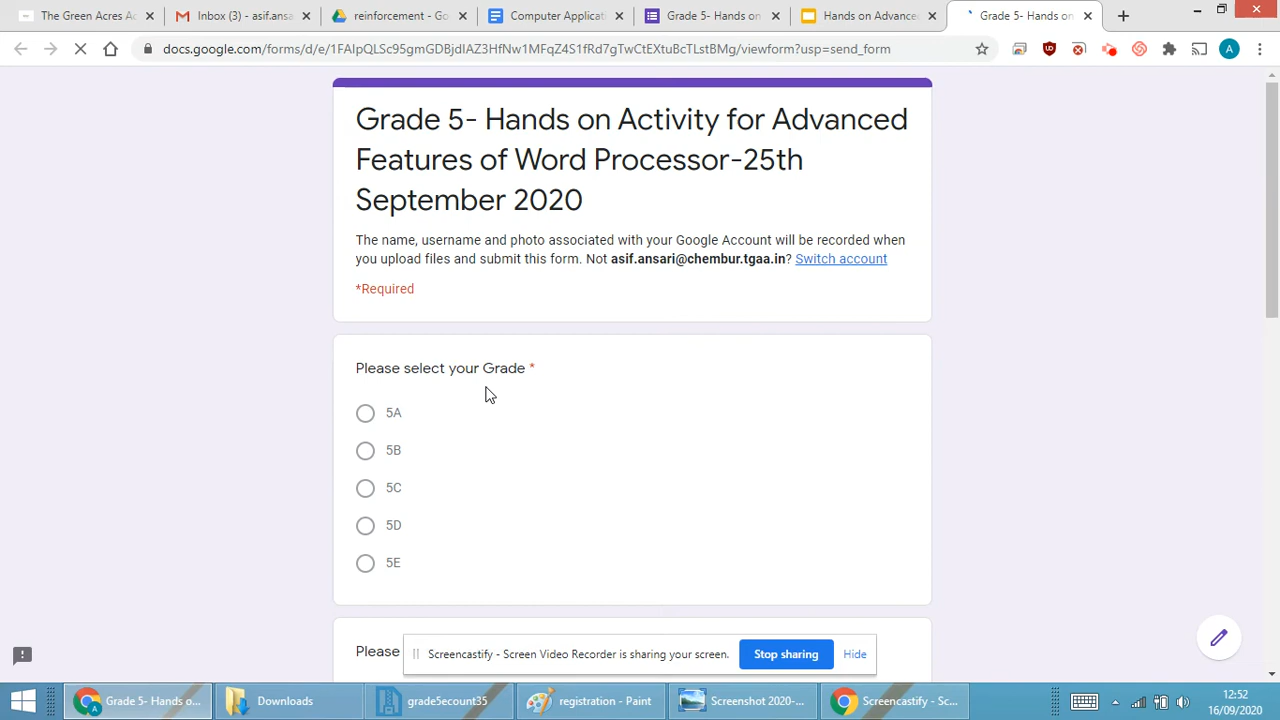 The Green Ares Ac
Inbox (3) - asifansa
reinforcement - Go
Computer Applicati
Grade 5- Hands on
Hands on Advance
Grade 5- Hands on
docs.google.com/forms/d/e/1FAIpQLSc95gmGDBjdIAZ3HfNw1MFqZ4S1fRd7gTwCtEXtuBcTLstBMg/viewform?usp=send_form
A
Grade 5- Hands on Activity for Advanced
Features of Word Processor-25th
September 2020
The name, username and photo associated with your Google Account will be recorded when
you upload files and submit this form. Not asif.ansari@chembur.tgaa.in? Switch account
*Required
Please select your Grade *
5A
5B
5C
5D
5E
Please
Screencastify - Screen Video Recorder is sharing your screen.
Stop sharing
Hide
Grade 5- Hands o...
Downloads
grade5ecount35
registration - Paint
Screenshot 2020-...
Screencastify - Sc...
12:52
16/09/2020